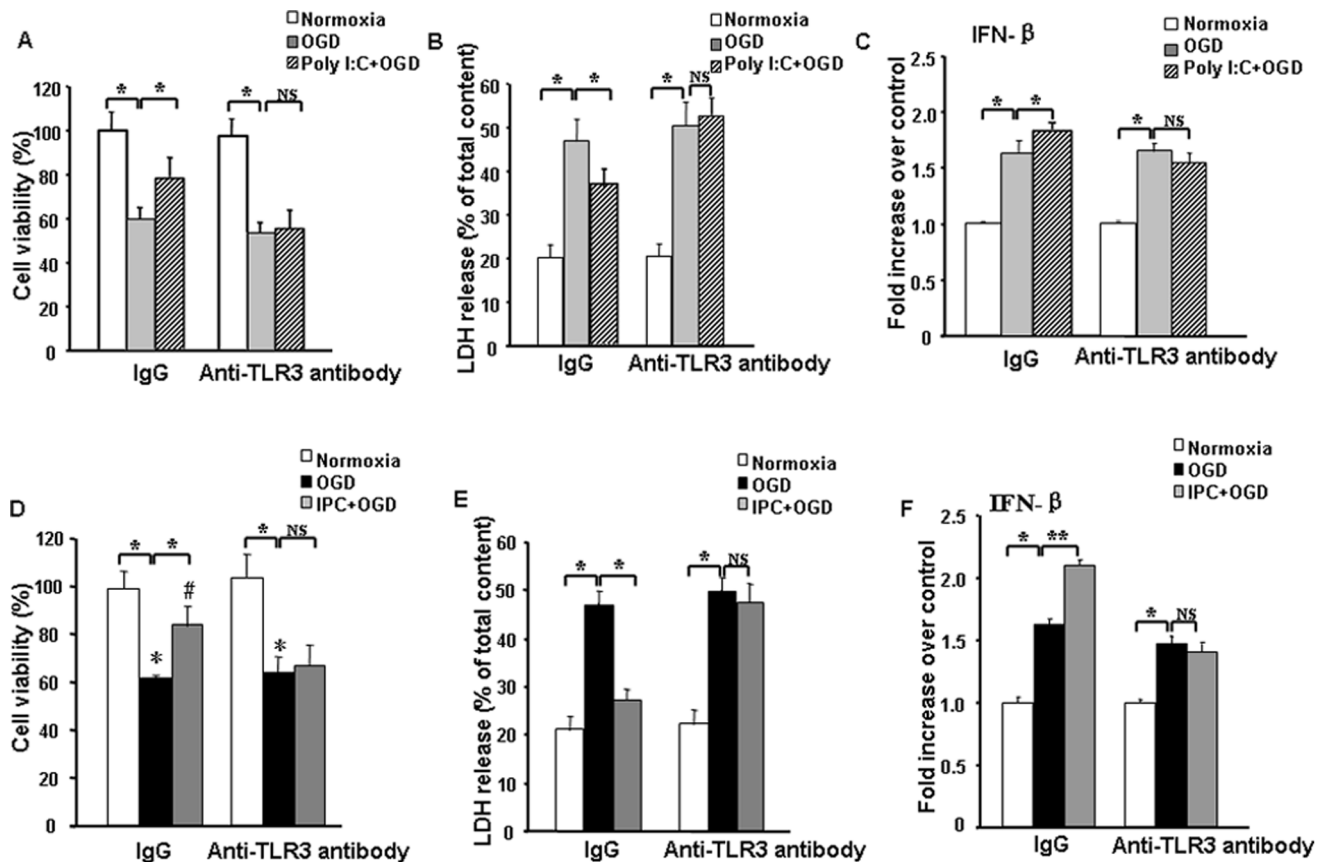 A
Normoxia
OGD
Poly I:C+OGD
Cell viability (%)
120
100
80
60
40
20
0
* * * NS
IgG Anti-TLR3 antibody
B
Normoxia
OGD
Poly I:C+OGD
LDH release (% of total content)
60
50
40
30
20
10
0
* * * NS
IgG Anti-TLR3 antibody
C
IFN- β
Normoxia
OGD
Poly I:C+OGD
Fold increase over control
2.5
2.0
1.5
1.0
0
* * * NS
IgG Anti-TLR3 antibody
D
Normoxia
OGD
IPC+OGD
Cell viability (%)
120
100
80
60
40
20
0
* * * NS
#
* *
IgG Anti-TLR3 antibody
E
Normoxia
OGD
IPC+OGD
LDH release (% of total content)
60
50
40
30
20
10
0
* * * NS
IgG Anti-TLR3 antibody
F
IFN- β
Normoxia
OGD
IPC+OGD
Fold increase over control
2.5
2.0
1.5
1.0
0.0
* ** * NS
IgG Anti-TLR3 antibody